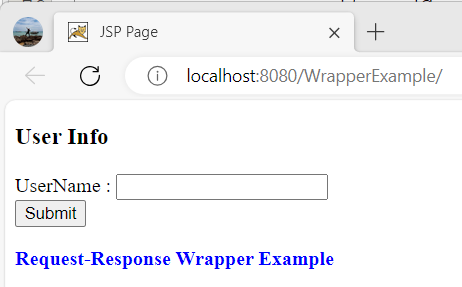 JSP Page
localhost:8080/WrapperExample/
User Info
UserName :
Submit
Request-Response Wrapper Example